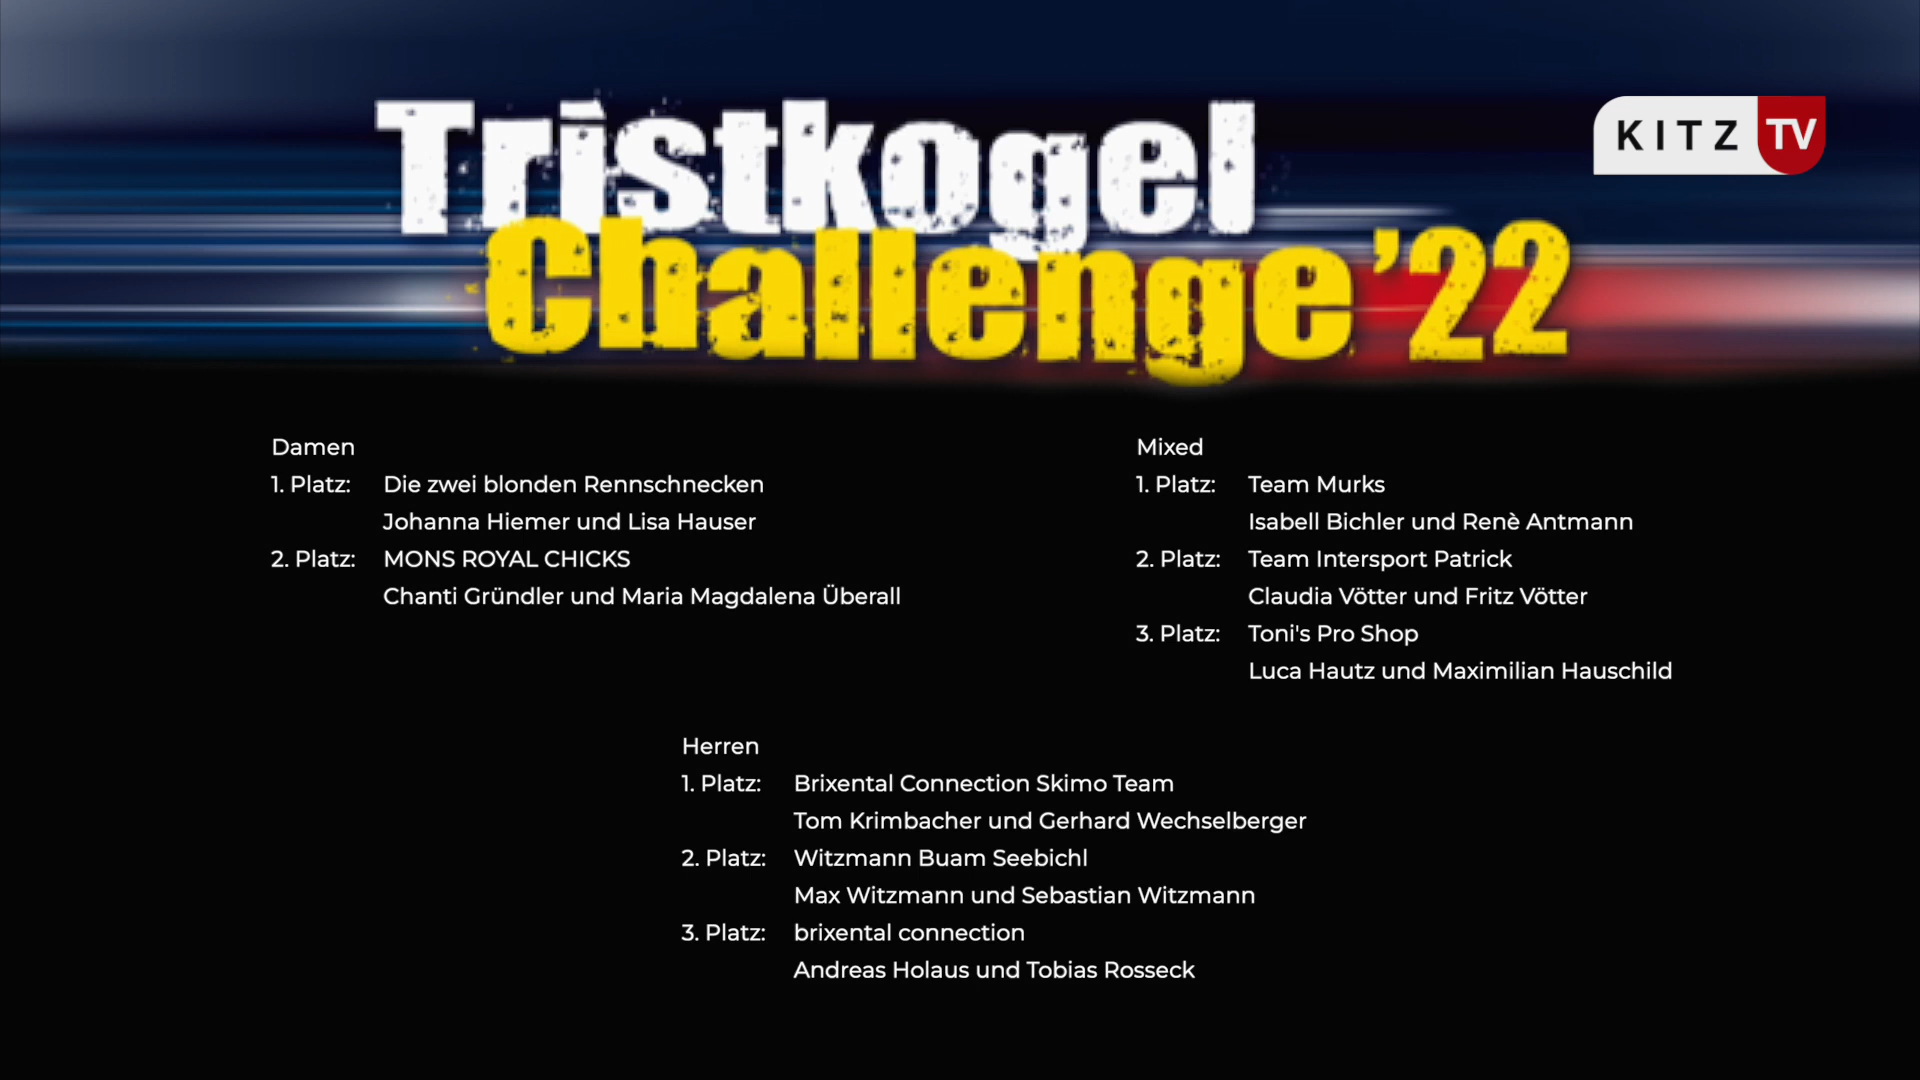 Tristkogel
Challenge '22
KITZ TV
Damen
1. Platz: Die zwei blonden Rennschnecken
Johanna Hiemer und Lisa Hauser
2. Platz: MONS ROYAL CHICKS
Chanti Gründler und Maria Magdalena Überall
Mixed
1. Platz: Team Murks
Isabell Bichler und Renè Antmann
2. Platz: Team Intersport Patrick
Claudia Vötter und Fritz Vötter
3. Platz: Toni's Pro Shop
Luca Hautz und Maximilian Hauschild
Herren
1. Platz: Brixental Connection Skimo Team
Tom Krimbacher und Gerhard Wechselberger
2. Platz: Witzmann Buam Seebichl
Max Witzmann und Sebastian Witzmann
3. Platz: brixental connection
Andreas Holaus und Tobias Rosseck